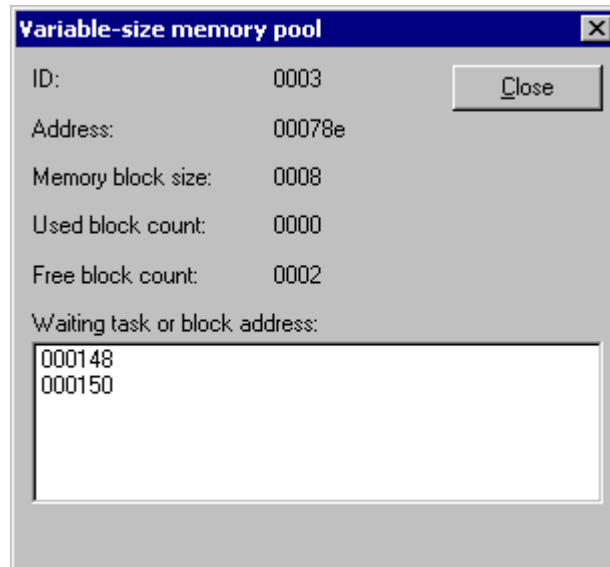 Variable-size memory pool
ID: 0003 Close
Address: 00078e
Memory block size: 0008
Used block count: 0000
Free block count: 0002
Waiting task or block address:
000148
000150